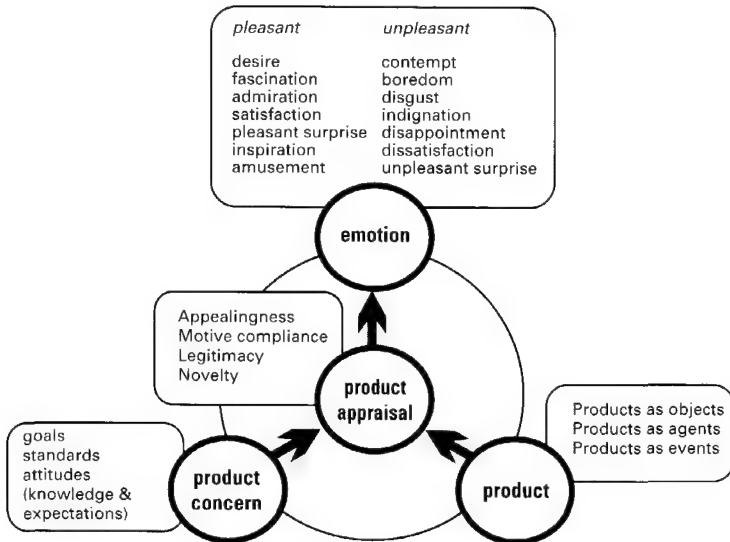 pleasant unpleasant
desire contempt
fascination boredom
admiration disgust
satisfaction indignation
pleasant surprise disappointment
inspiration dissatisfaction
amusement unpleasant surprise
emotion
Appealingness
Motive compliance
Legitimacy
Novelty
product
appraisal
goals
standards
attitudes
(knowledge &
expectations)
product
concern
product
Products as objects
Products as agents
Products as events